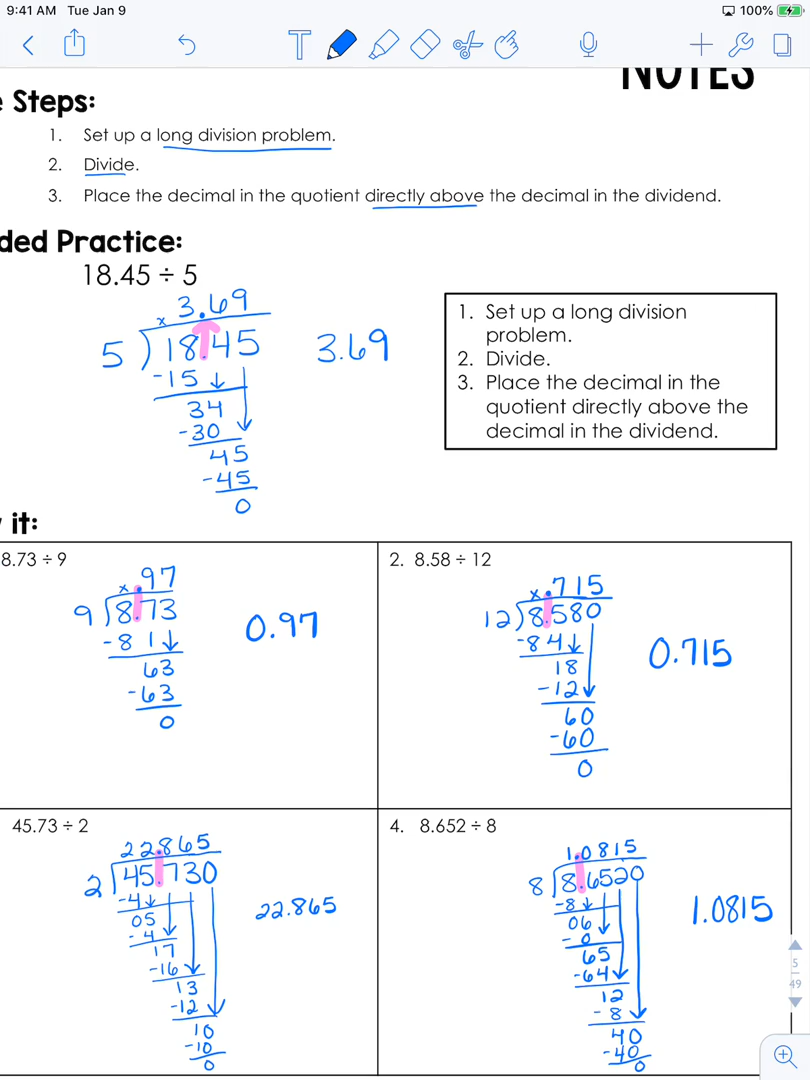 9:41 AM Tue Jan 9
100%
T
NOTES
e Steps:
1. Set up a long division problem.
2. Divide.
3. Place the decimal in the quotient directly above the decimal in the dividend.
ded Practice:
18.45 ÷ 5
x 3.69
5 ) 18.45
3.69
-15
34
-30
45
-45
0
1. Set up a long division
problem.
2. Divide.
3. Place the decimal in the
quotient directly above the
decimal in the dividend.
it:
8.73 ÷ 9
x .97
9 ) 8.73
-8 1
63
-63
0
0.97
2. 8.58 ÷ 12
x .715
12 ) 8.580
-8 4
18
-12
60
-60
0
0.715
45.73 ÷ 2
22.865
2 ) 45.730
-4
05
-4
17
-16
13
-12
10
-10
0
22.865
4. 8.652 ÷ 8
1.0815
8 ) 8.6520
-8
06
-0
65
-64
12
-8
40
-40
0
1.0815
5
49